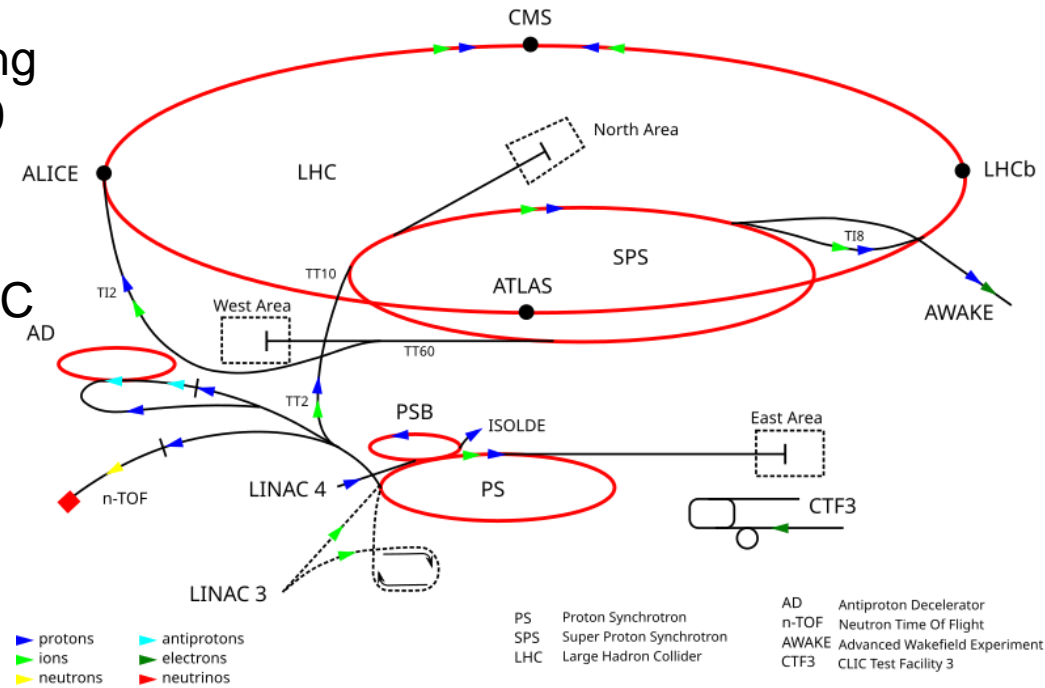 CMS
ng
North Area
ALICE
LHC
LHCb
SPS
TI8
TT10
ATLAS
TI2
C
West Area
AWAKE
AD
TT60
TT2
PSB
ISOLDE
East Area
n-TOF
LINAC 4
PS
CTF3
LINAC 3
protons
ions
neutrons
antiprotons
electrons
neutrinos
PS Proton Synchrotron
SPS Super Proton Synchrotron
LHC Large Hadron Collider
AD Antiproton Decelerator
n-TOF Neutron Time Of Flight
AWAKE Advanced Wakefield Experiment
CTF3 CLIC Test Facility 3